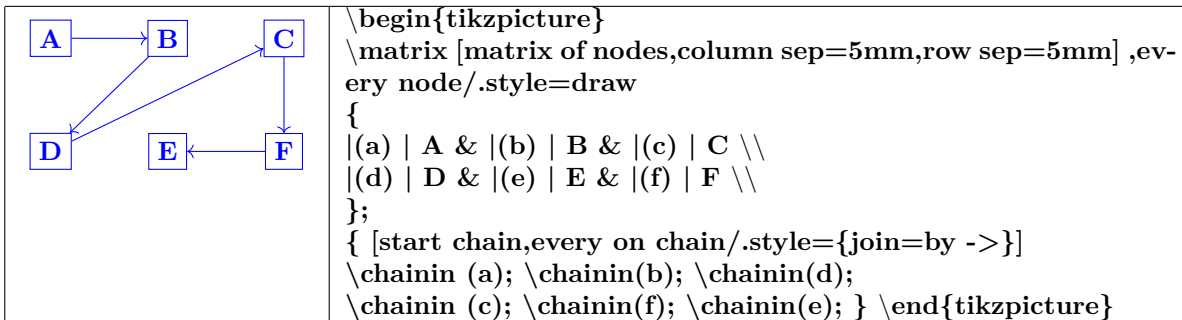 A B C
D E F
\begin{tikzpicture}
\matrix [matrix of nodes,column sep=5mm,row sep=5mm] ,ev-
ery node/.style=draw
{
|(a) | A & |(b) | B & |(c) | C \\
|(d) | D & |(e) | E & |(f) | F \\
};
{ [start chain,every on chain/.style={join=by ->}]
\chainin (a); \chainin(b); \chainin(d);
\chainin (c); \chainin(f); \chainin(e); } \end{tikzpicture}